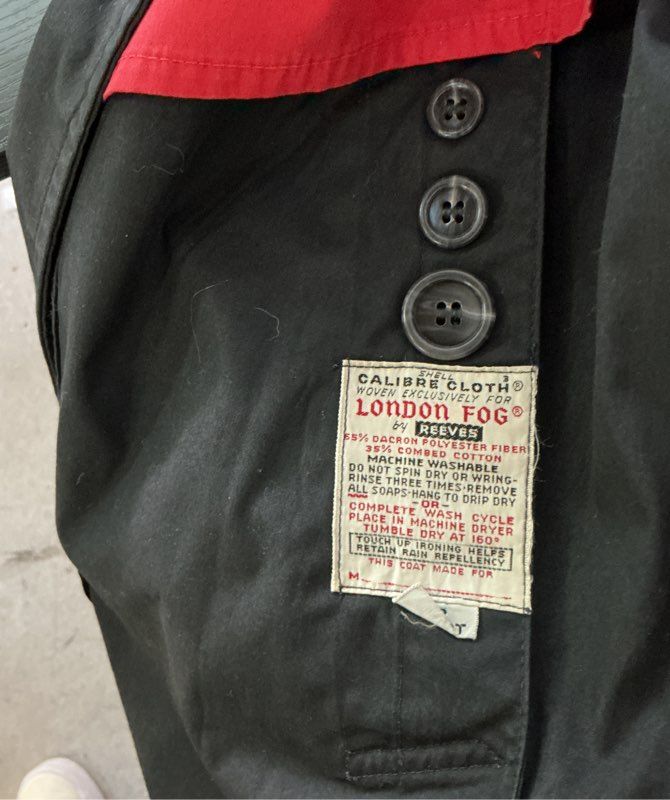 SHELL
CALIBRE CLOTH³®
WOVEN EXCLUSIVELY FOR
LONDON FOG®
by REEVES
65% DACRON POLYESTER FIBER
35% COMBED COTTON
MACHINE WASHABLE
DO NOT SPIN DRY OR WRING-
RINSE THREE TIMES·REMOVE
ALL SOAPS·HANG TO DRIP DRY
-OR-
COMPLETE WASH CYCLE
PLACE IN MACHINE DRYER
TUMBLE DRY AT 160°
TOUCH UP IRONING HELPS
RETAIN RAIN REPELLENCY
THIS COAT MADE FOR
M